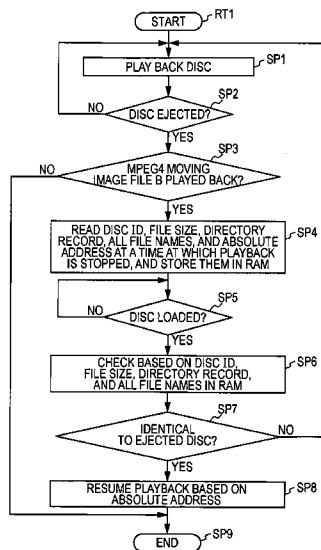 START
RT1
SP1
PLAY BACK DISC
SP2
NO
DISC EJECTED?
YES
SP3
NO
MPEG4 MOVING
IMAGE FILE B PLAYED BACK?
YES
READ DISC ID, FILE SIZE, DIRECTORY
RECORD, ALL FILE NAMES, AND ABSOLUTE
ADDRESS AT A TIME AT WHICH PLAYBACK
IS STOPPED, AND STORE THEM IN RAM
SP4
SP5
NO
DISC LOADED?
YES
CHECK BASED ON DISC ID,
FILE SIZE, DIRECTORY RECORD,
AND ALL FILE NAMES IN RAM
SP6
SP7
IDENTICAL
TO EJECTED DISC?
NO
YES
RESUME PLAYBACK BASED ON
ABSOLUTE ADDRESS
SP8
END
SP9